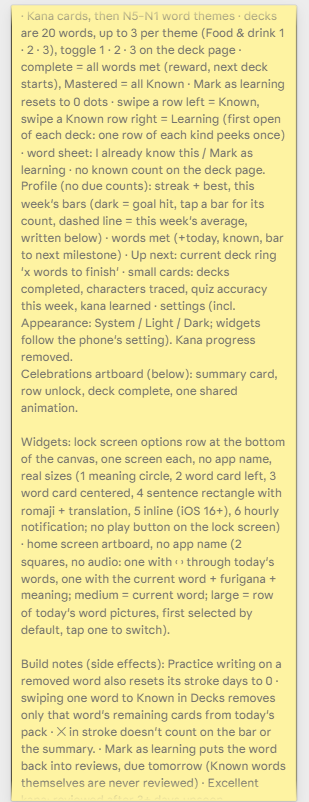 · Kana cards, then N5–N1 word themes · decks
are 20 words, up to 3 per theme (Food & drink 1
· 2 · 3), toggle 1 · 2 · 3 on the deck page ·
complete = all words met (reward, next deck
starts), Mastered = all Known · Mark as learning
resets to 0 dots · swipe a row left = Known,
swipe a Known row right = Learning (first open
of each deck: one row of each kind peeks once)
· word sheet: I already know this / Mark as
learning · no known count on the deck page.
Profile (no due counts): streak + best, this
week's bars (dark = goal hit, tap a bar for its
count, dashed line = this week's average,
written below) · words met (+today, known, bar
to next milestone) · Up next: current deck ring
'x words to finish' · small cards: decks
completed, characters traced, quiz accuracy
this week, kana learned · settings (incl.
Appearance: System / Light / Dark; widgets
follow the phone's setting). Kana progress
removed.
Celebrations artboard (below): summary card,
row unlock, deck complete, one shared
animation.

Widgets: lock screen options row at the bottom
of the canvas, one screen each, no app name,
real sizes (1 meaning circle, 2 word card left, 3
word card centered, 4 sentence rectangle with
romaji + translation, 5 inline (iOS 16+), 6 hourly
notification; no play button on the lock screen)
· home screen artboard, no app name (2
squares, no audio: one with ‹ › through today's
words, one with the current word + furigana +
meaning; medium = current word; large = row
of today's word pictures, first selected by
default, tap one to switch).

Build notes (side effects): Practice writing on a
removed word also resets its stroke days to 0 ·
swiping one word to Known in Decks removes
only that word's remaining cards from today's
pack · ✕ in stroke doesn't count on the bar or
the summary. · Mark as learning puts the word
back into reviews, due tomorrow (Known words
themselves are never reviewed) · Excellent